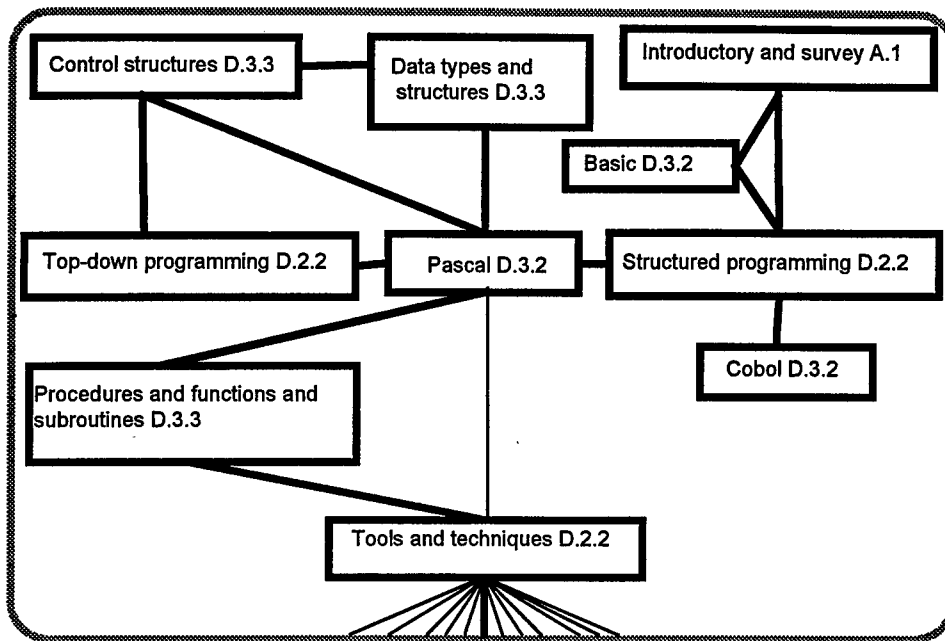 Control structures D.3.3
Data types and
structures D.3.3
Introductory and survey A.1
Basic D.3.2
Top-down programming D.2.2
Pascal D.3.2
Structured programming D.2.2
Cobol D.3.2
Procedures and functions and
subroutines D.3.3
Tools and techniques D.2.2